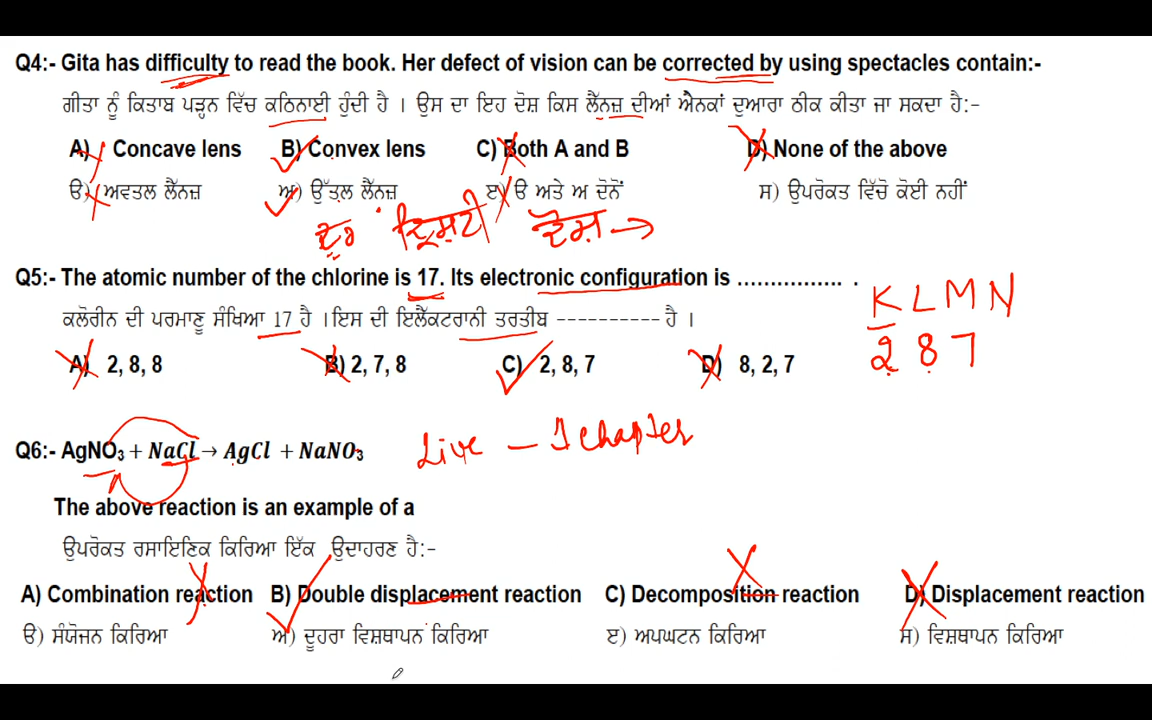 Q4:- Gita has difficulty to read the book. Her defect of vision can be corrected by using spectacles contain:-
ਗੀਤਾ ਨੂੰ ਕਿਤਾਬ ਪੜ੍ਹਨ ਵਿੱਚ ਕਠਿਨਾਈ ਹੁੰਦੀ ਹੈ । ਉਸ ਦਾ ਇਹ ਦੋਸ਼ ਕਿਸ ਲੈੱਨਜ਼ ਦੀਆਂ ਐਨਕਾਂ ਦੁਆਰਾ ਠੀਕ ਕੀਤਾ ਜਾ ਸਕਦਾ ਹੈ:-
A) Concave lens B) Convex lens C) Both A and B D) None of the above
ੳ) ਅਵਤਲ ਲੈੱਨਜ਼ ਅ) ਉੱਤਲ ਲੈੱਨਜ਼ ੲ) ੳ ਅਤੇ ਅ ਦੋਨੋਂ ਸ) ਉਪਰੋਕਤ ਵਿੱਚੋ ਕੋਈ ਨਹੀਂ
ਦੂਰ ਦ੍ਰਿਸ਼ਟੀ ਦੋਸ਼ →
Q5:- The atomic number of the chlorine is 17. Its electronic configuration is ................ .
K L M N
ਕਲੋਰੀਨ ਦੀ ਪਰਮਾਣੂ ਸੰਖਿਆ 17 ਹੈ ।ਇਸ ਦੀ ਇਲੈੱਕਟਰਾਨੀ ਤਰਤੀਬ ---------- ਹੈ ।
2 8 7
A) 2, 8, 8 B) 2, 7, 8 C) 2, 8, 7 D) 8, 2, 7
Live - I chapter
Q6:- AgNO₃ + NaCl → AgCl + NaNO₃
The above reaction is an example of a
ਉਪਰੋਕਤ ਰਸਾਇਣਿਕ ਕਿਰਿਆ ਇੱਕ ਉਦਾਹਰਣ ਹੈ:-
A) Combination reaction B) Double displacement reaction C) Decomposition reaction D) Displacement reaction
ੳ) ਸੰਯੋਜਨ ਕਿਰਿਆ ਅ) ਦੂਹਰਾ ਵਿਸ਼ਥਾਪਨ ਕਿਰਿਆ ੲ) ਅਪਘਟਨ ਕਿਰਿਆ ਸ) ਵਿਸ਼ਥਾਪਨ ਕਿਰਿਆ